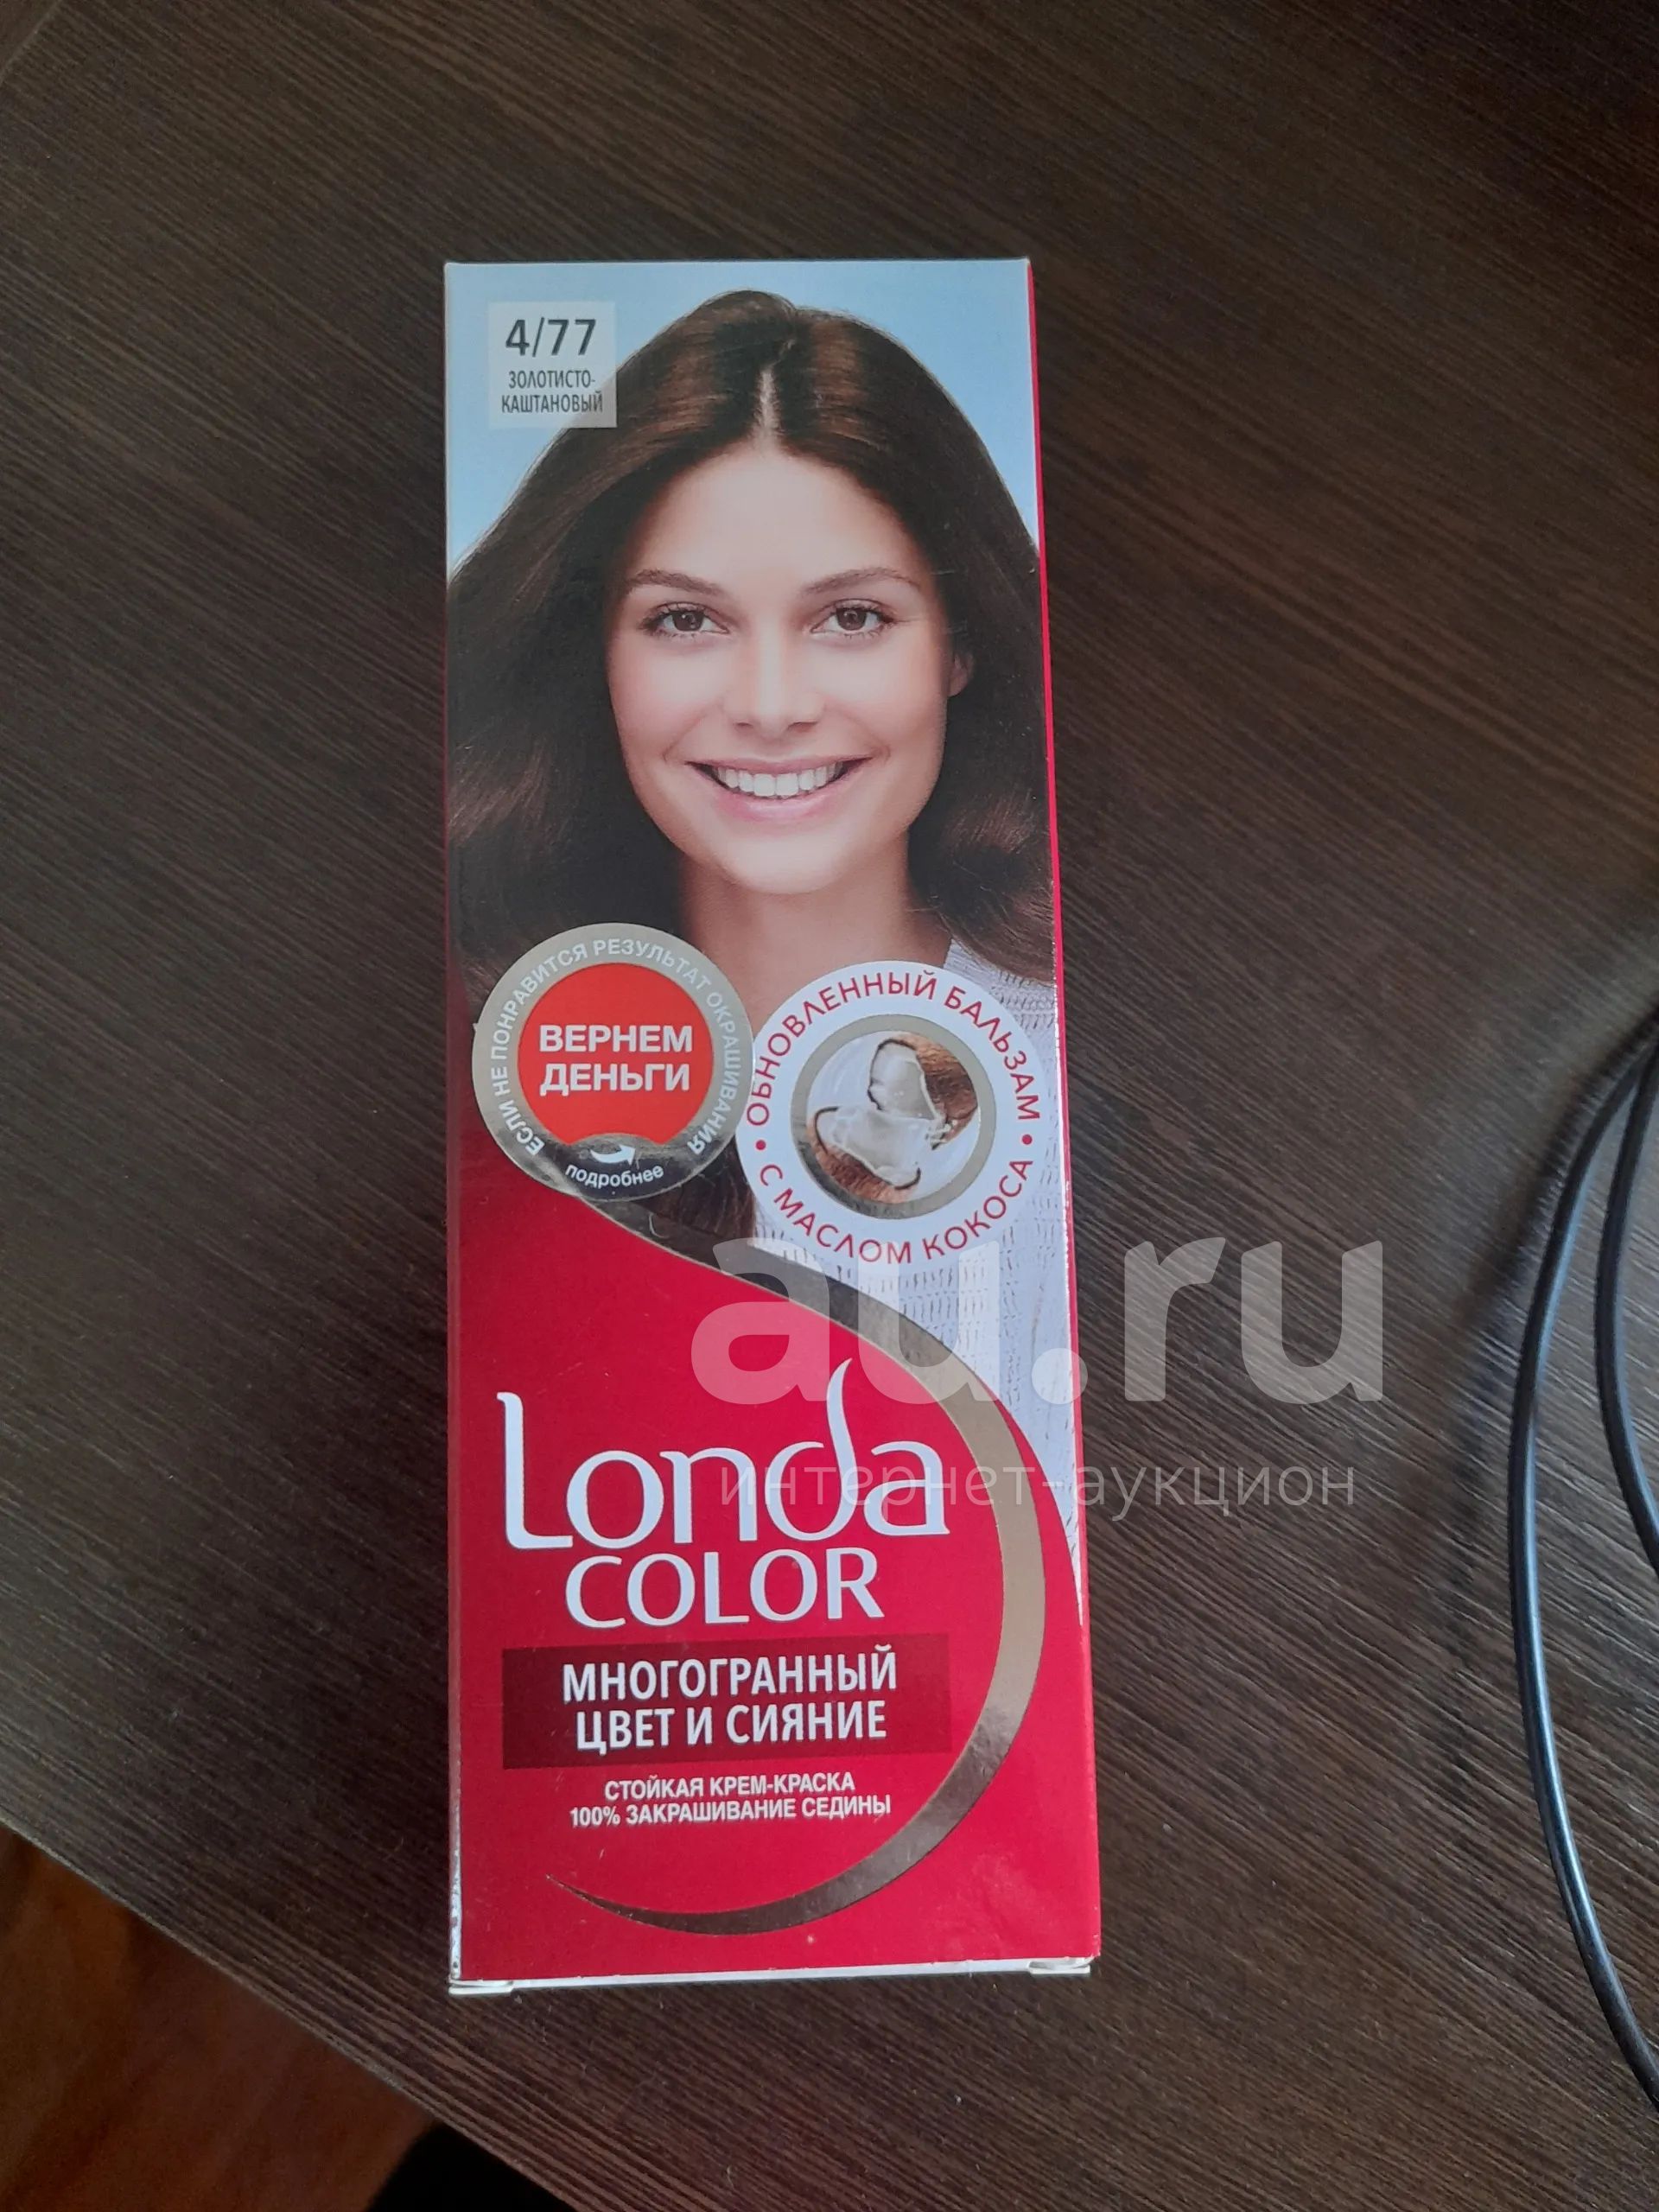 4/77
ЗОЛОТИСТО-
КАШТАНОВЫЙ
ЕСЛИ НЕ ПОНРАВИТСЯ РЕЗУЛЬТАТ ОКРАШИВАНИЯ
ВЕРНЕМ
ДЕНЬГИ
подробнее
• ОБНОВЛЕННЫЙ БАЛЬЗАМ •
С МАСЛОМ КОКОСА
au.ru
интернет-аукцион
Londa
COLOR
МНОГОГРАННЫЙ
ЦВЕТ И СИЯНИЕ
СТОЙКАЯ КРЕМ-КРАСКА
100% ЗАКРАШИВАНИЕ СЕДИНЫ